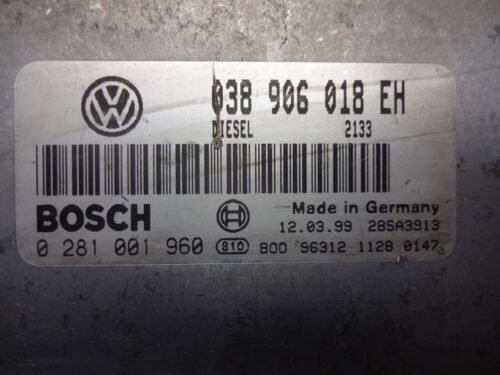 038 906 018 EH
DIESEL 2133
BOSCH
Made in Germany
12.03.99 28SA3913
0 281 001 960 810 B00 96312 1128 0147